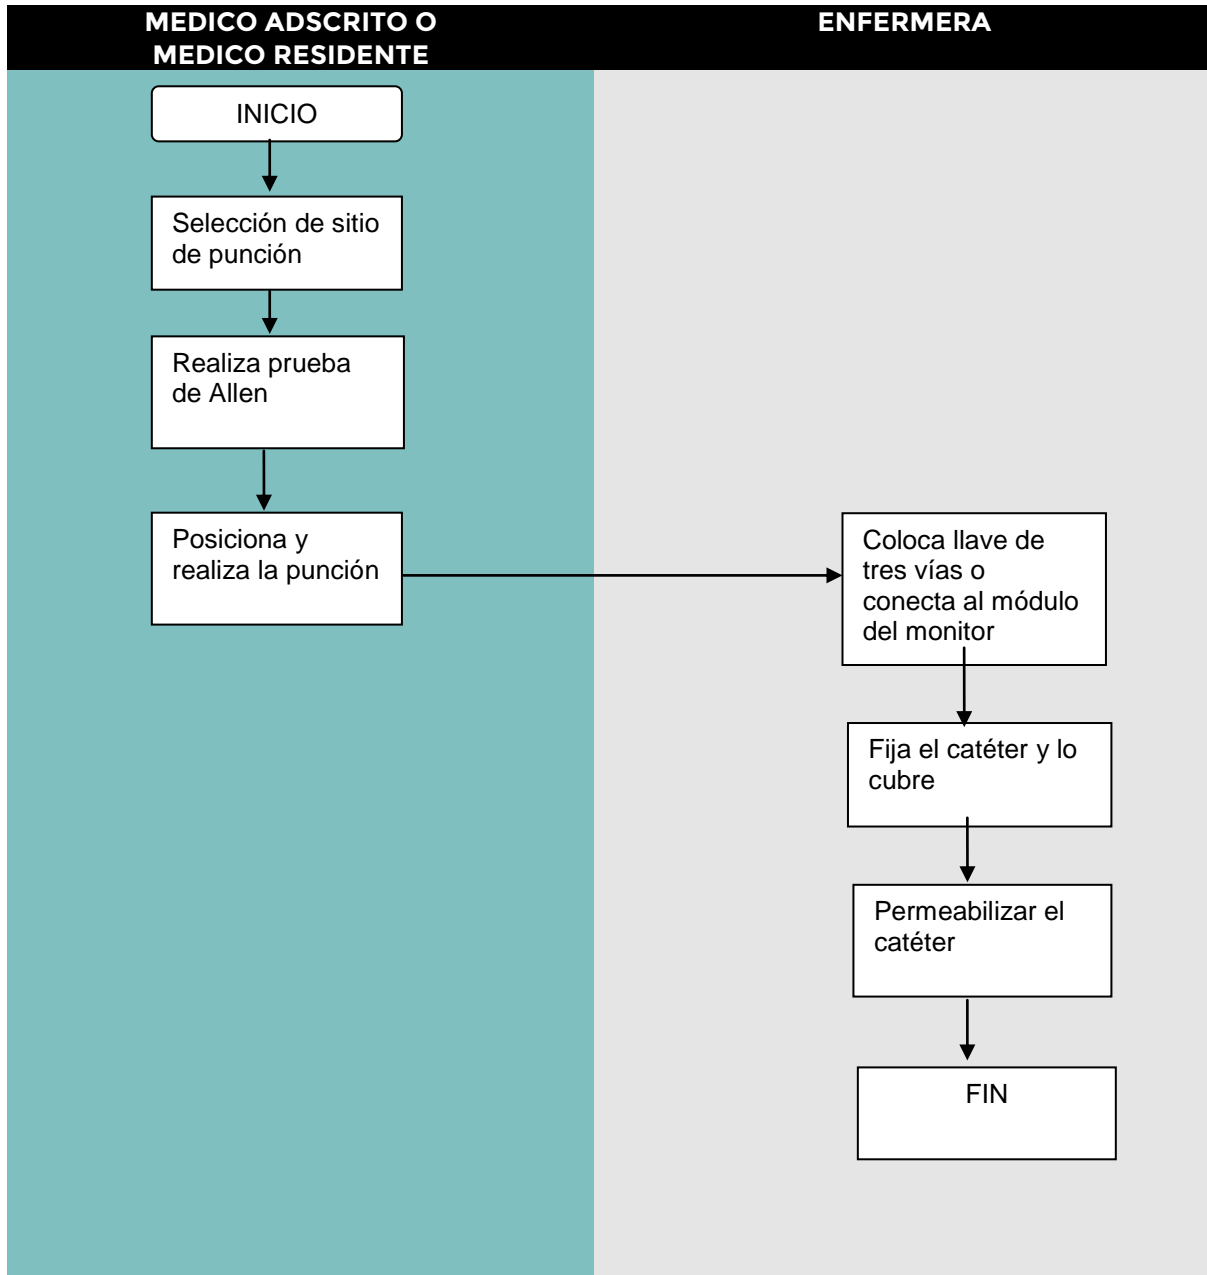 MEDICO ADSCRITO O
MEDICO RESIDENTE
ENFERMERA
INICIO
Selección de sitio
de punción
Realiza prueba
de Allen
Posiciona y
realiza la punción
Coloca llave de
tres vías o
conecta al módulo
del monitor
Fija el catéter y lo
cubre
Permeabilizar el
catéter
FIN